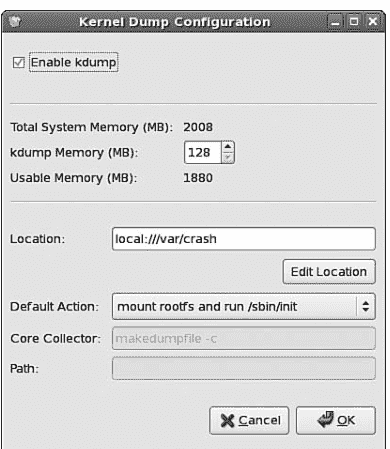 Kernel Dump Configuration
Enable kdump
Total System Memory (MB): 2008
kdump Memory (MB): 128
Usable Memory (MB): 1880
Location: local:///var/crash
Edit Location
Default Action: mount rootfs and run /sbin/init
Core Collector: makedumpfile -c
Path:
Cancel OK